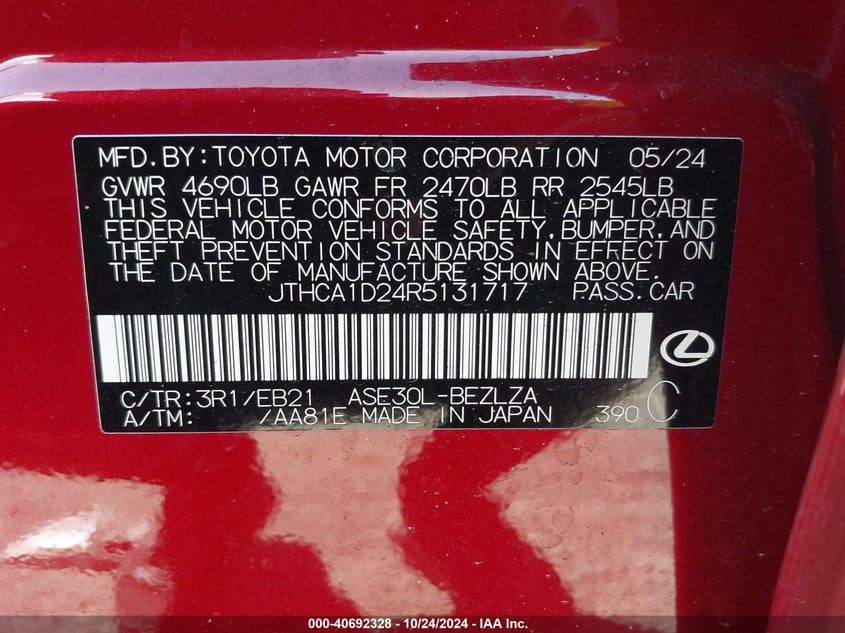 MFD.BY:TOYOTA MOTOR CORPORATION 05/24
GVWR 4690LB GAWR FR 2470LB RR 2545LB
THIS VEHICLE CONFORMS TO ALL APPLICABLE
FEDERAL MOTOR VEHICLE SAFETY,BUMPER,AND
THEFT PREVENTION STANDARDS IN EFFECT ON
THE DATE OF MANUFACTURE SHOWN ABOVE.
JTHCA1D24R5131717 PASS.CAR
C/TR:3R1/EB21 ASE30L-BEZLZA
A/TM: /AA81E MADE IN JAPAN 390 C
000-40692328 - 10/24/2024 - IAA Inc.